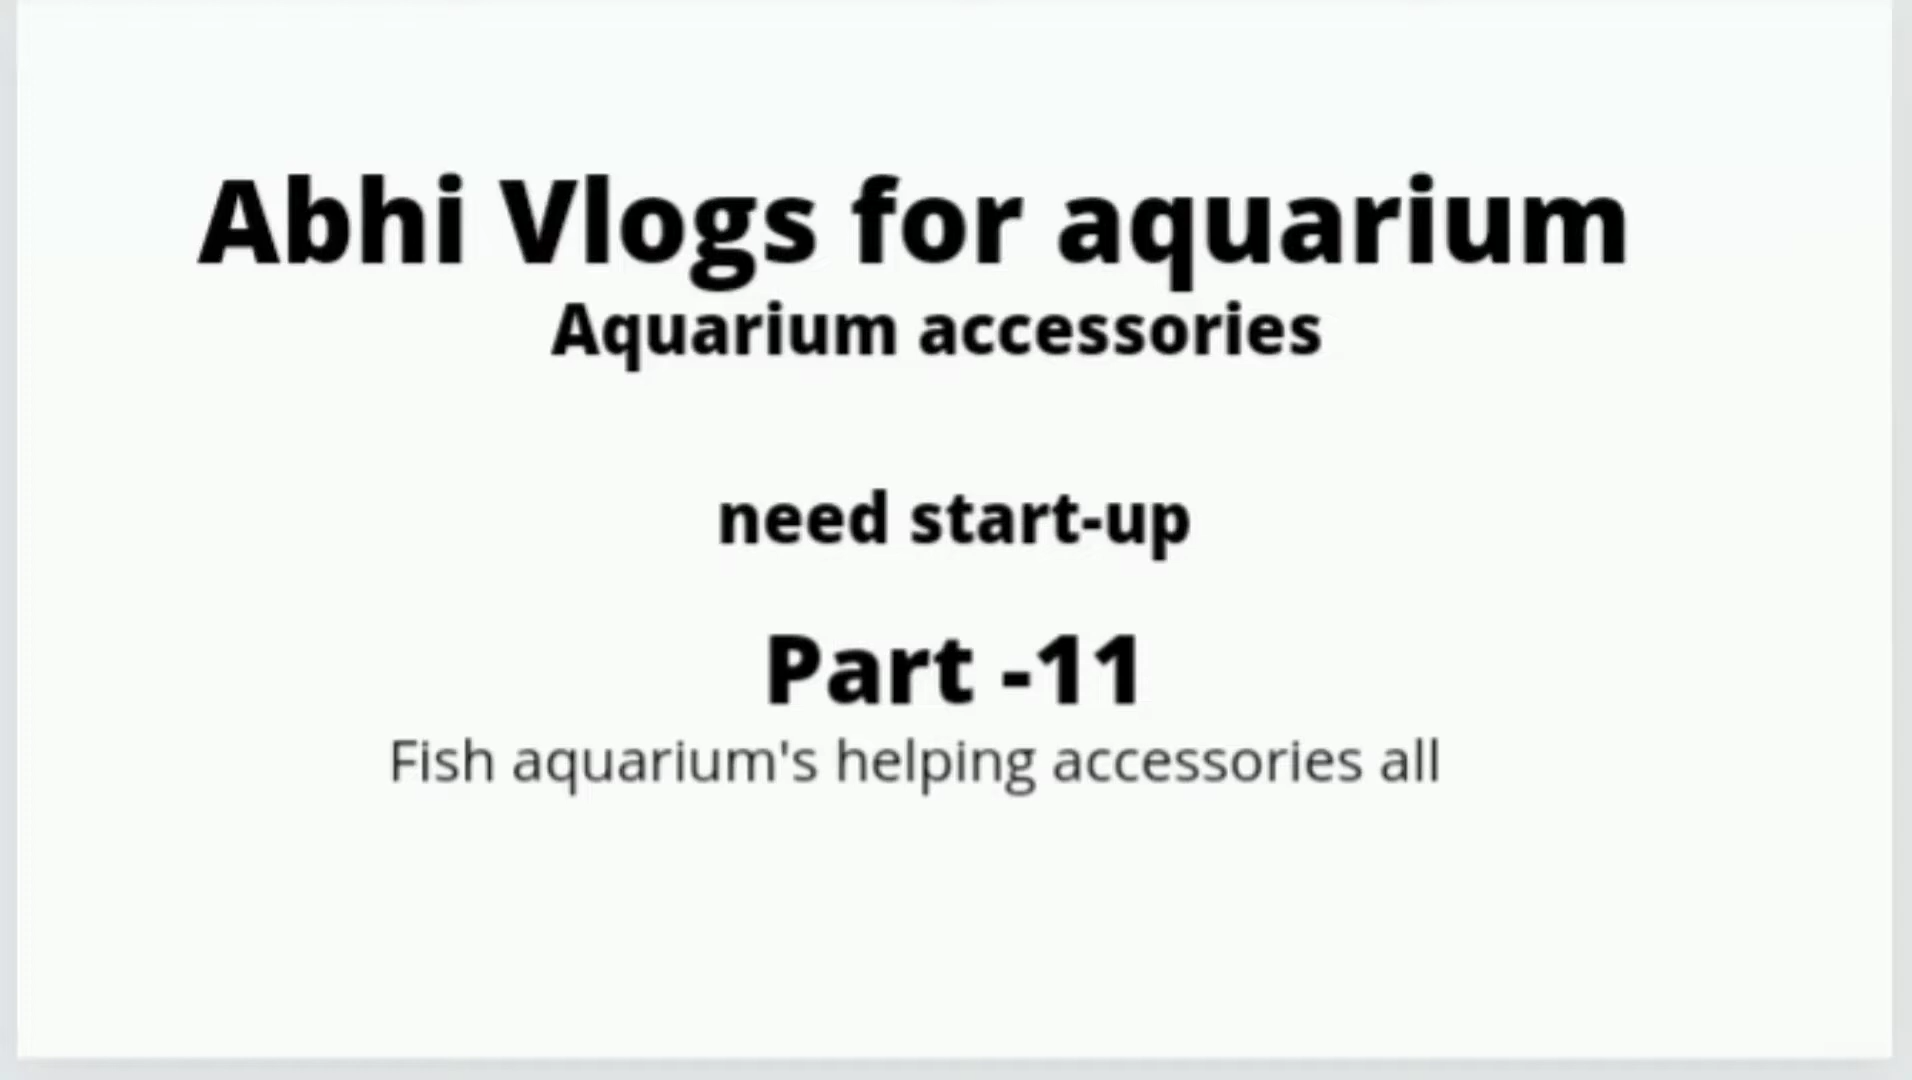 Abhi Vlogs for aquarium
Aquarium accessories
need start-up
Part -11
Fish aquarium's helping accessories all